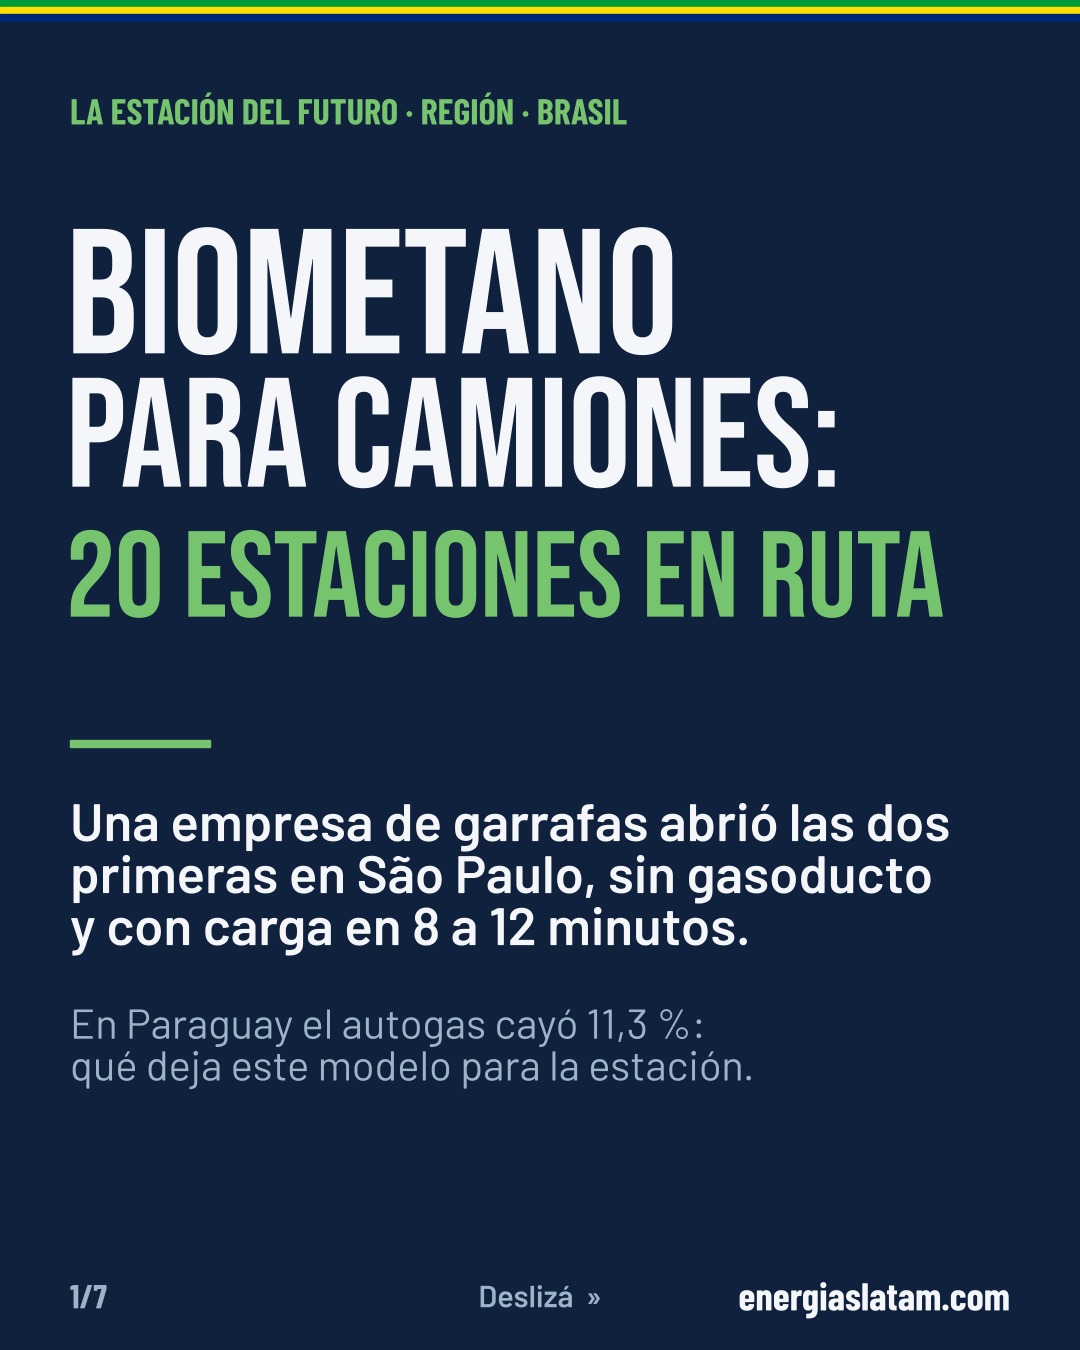 LA ESTACIÓN DEL FUTURO · REGIÓN · BRASIL
BIOMETANO
PARA CAMIONES:
20 ESTACIONES EN RUTA
Una empresa de garrafas abrió las dos
primeras en São Paulo, sin gasoducto
y con carga en 8 a 12 minutos.
En Paraguay el autogas cayó 11,3 %:
qué deja este modelo para la estación.
1/7
Deslizá »
energiaslatam.com